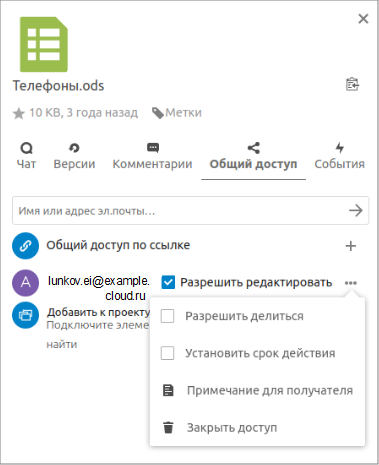 Телефоны.ods
10 KB, 3 года назад Метки
Чат Версии Комментарии Общий доступ События
Имя или адрес эл.почты…
Общий доступ по ссылке
A lunkov.ei@example.cloud.ru Разрешить редактировать
Добавить к проекту
Подключите элеме
найти
Разрешить делиться
Установить срок действия
Примечание для получателя
Закрыть доступ